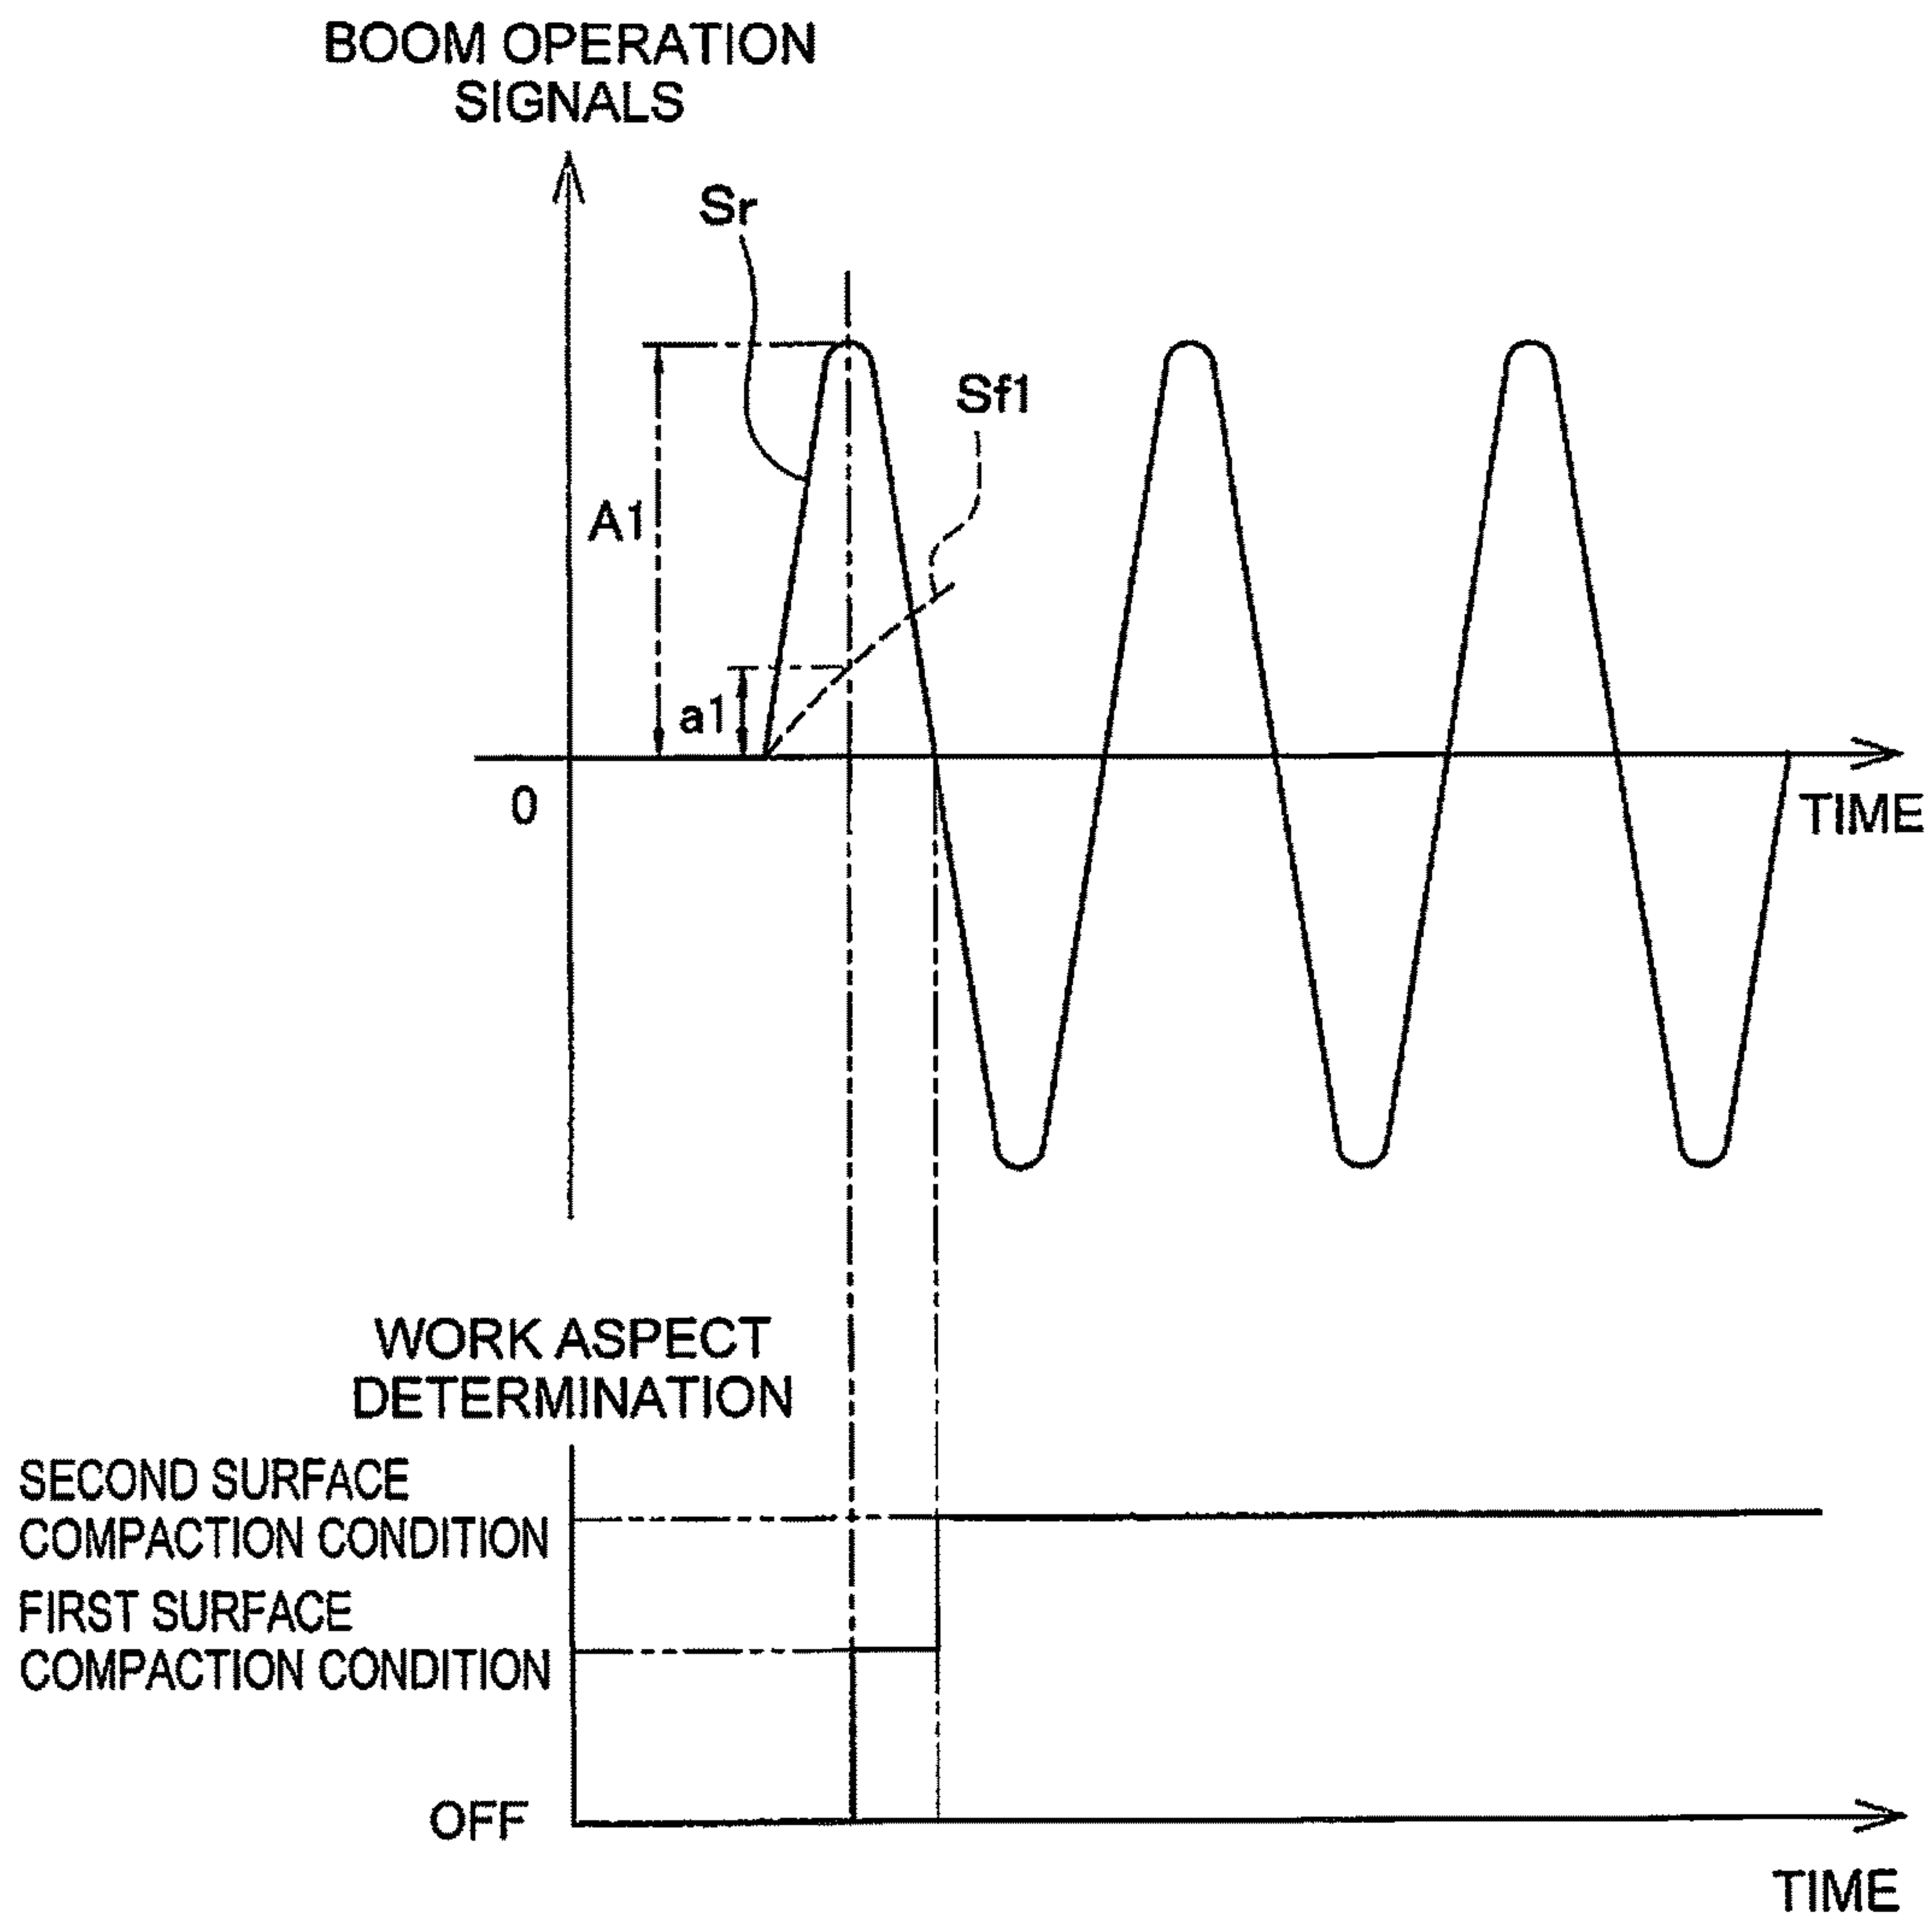 BOOM OPERATION
SIGNALS
Sr
Sf1
A1
a1
0
TIME
WORK ASPECT
DETERMINATION
SECOND SURFACE
COMPACTION CONDITION
FIRST SURFACE
COMPACTION CONDITION
OFF
TIME